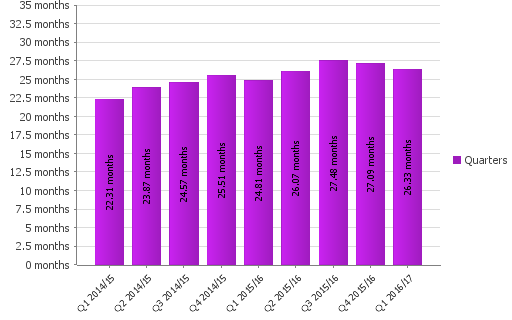 35 months
32.5 months
30 months
27.5 months
25 months
22.5 months
20 months
17.5 months
15 months
12.5 months
10 months
7.5 months
5 months
2.5 months
0 months
22.31 months
23.87 months
24.57 months
25.51 months
24.81 months
26.07 months
27.48 months
27.09 months
26.33 months
Q1 2014/15
Q2 2014/15
Q3 2014/15
Q4 2014/15
Q1 2015/16
Q2 2015/16
Q3 2015/16
Q4 2015/16
Q1 2016/17
Quarters